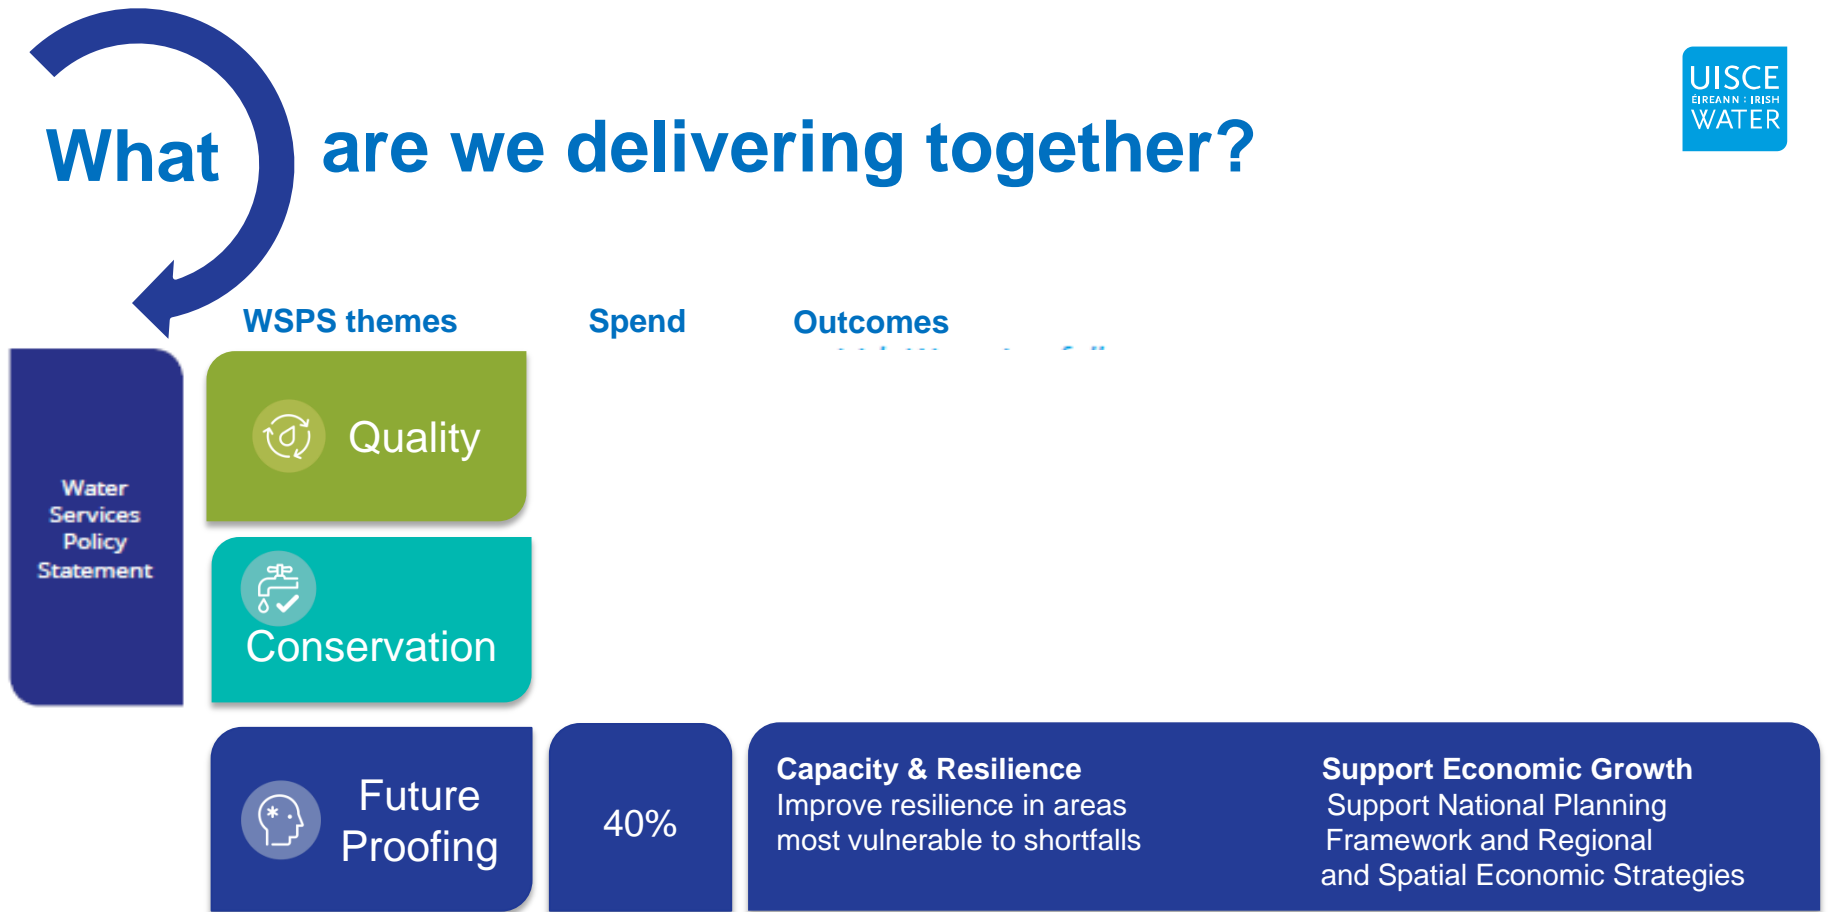 What are we delivering together?
UISCE
ÉIREANN : IRISH
WATER
WSPS themes
Spend
Outcomes
Water
Services
Policy
Statement
Quality
Conservation
Future
Proofing
40%
Capacity & Resilience
Improve resilience in areas
most vulnerable to shortfalls
Support Economic Growth
Support National Planning
Framework and Regional
and Spatial Economic Strategies